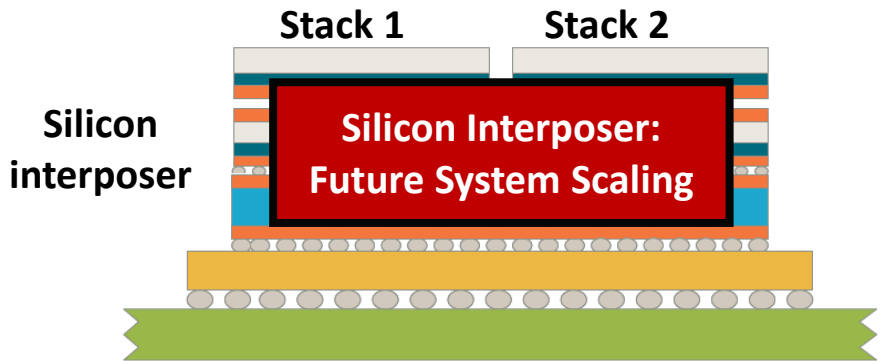 Stack 1
Stack 2
Silicon
interposer
Silicon Interposer:
Future System Scaling